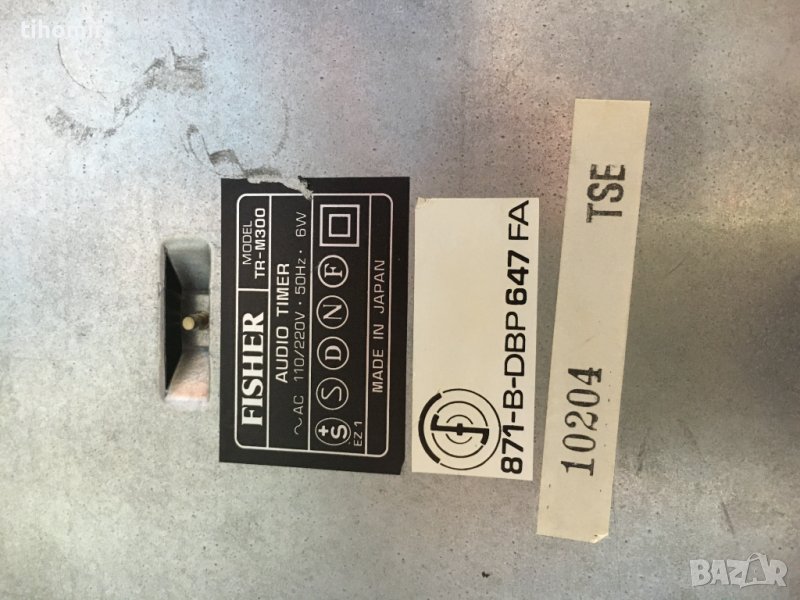 tihomir
FISHER
MODEL
TR-M300
AUDIO TIMER
~AC 110/220V · 50Hz · 6W
+S S D N F
EZ 1
MADE IN JAPAN
871-B-DBP 647 FA
10204 TSE
BAZAR